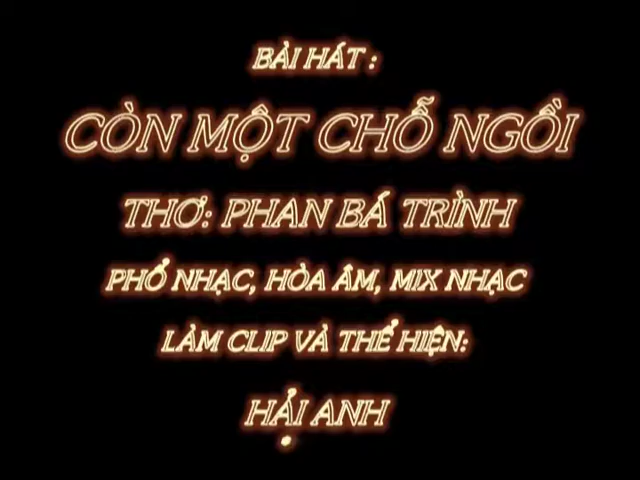 BÀI HÁT :
CÒN MỘT CHỖ NGỒI
THƠ: PHAN BÁ TRÌNH
PHỔ NHẠC, HÒA ÂM, MIX NHẠC
LÀM CLIP VÀ THỂ HIỆN:
HẢI ANH